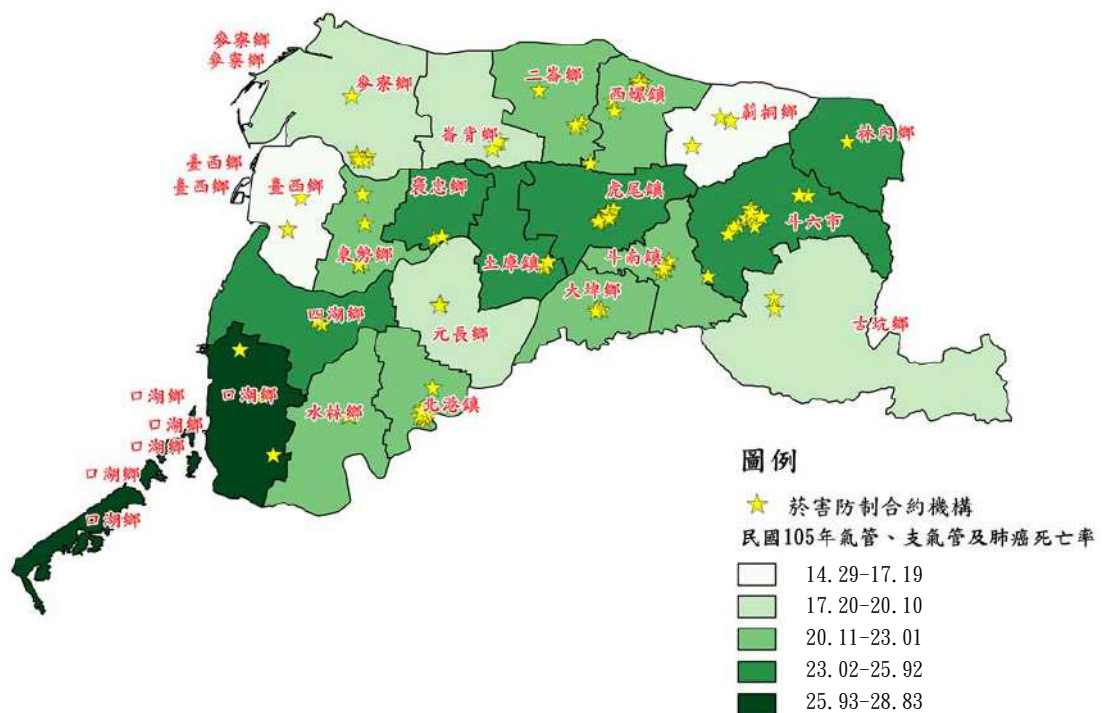 麥寮鄉
麥寮鄉
麥寮鄉
二崙鄉
西螺鎮
莿桐鄉
崙背鄉
林內鄉
臺西鄉
臺西鄉
臺西鄉
褒忠鄉
虎尾鎮
斗六市
東勢鄉
土庫鎮
斗南鎮
大埤鄉
四湖鄉
元長鄉
古坑鄉
口湖鄉
口湖鄉
水林鄉
北港鎮
口湖鄉
口湖鄉
口湖鄉
口湖鄉
圖例
菸害防制合約機構
民國105年氣管、支氣管及肺癌死亡率
14.29-17.19
17.20-20.10
20.11-23.01
23.02-25.92
25.93-28.83